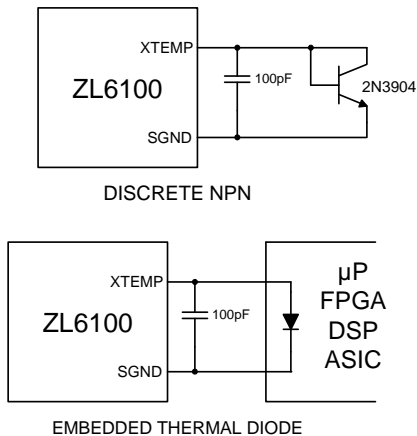 XTEMP
ZL6100
100pF
2N3904
SGND
DISCRETE NPN
XTEMP
µP
FPGA
ZL6100
100pF
DSP
ASIC
SGND
EMBEDDED THERMAL DIODE